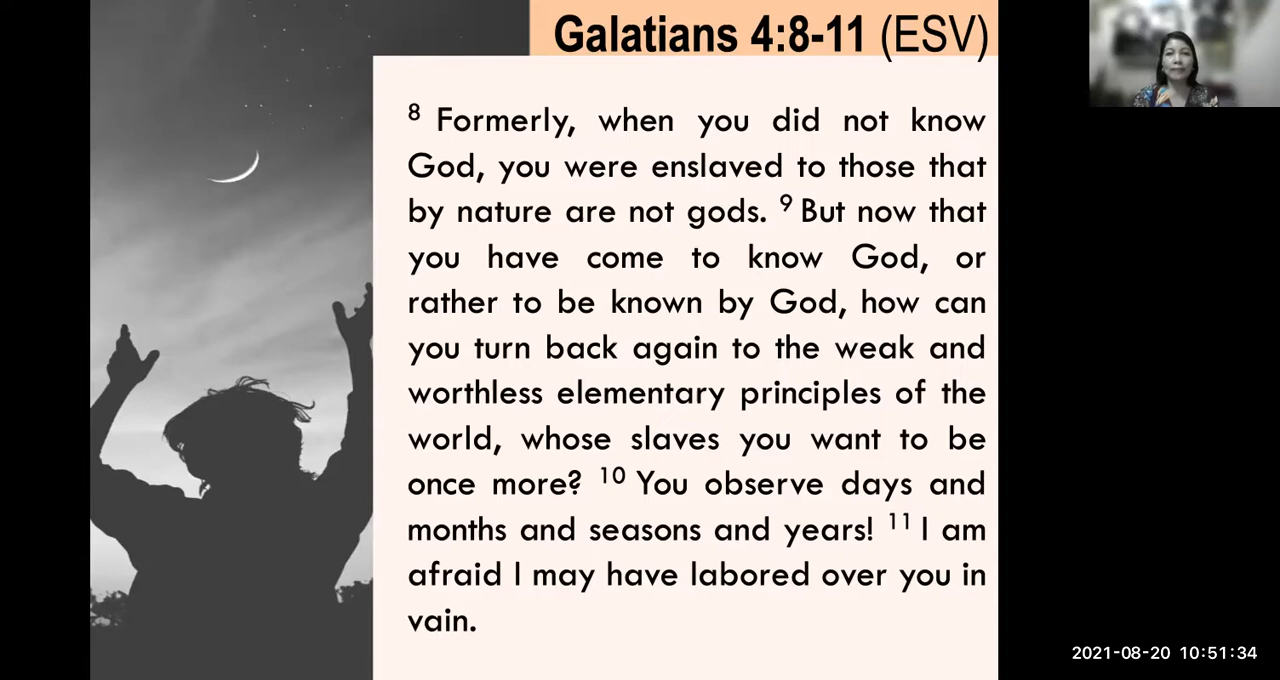 Galatians 4:8-11 (ESV)
8 Formerly, when you did not know
God, you were enslaved to those that
by nature are not gods. 9 But now that
you have come to know God, or
rather to be known by God, how can
you turn back again to the weak and
worthless elementary principles of the
world, whose slaves you want to be
once more? 10 You observe days and
months and seasons and years! 11 I am
afraid I may have labored over you in
vain.
2021-08-20 10:51:34